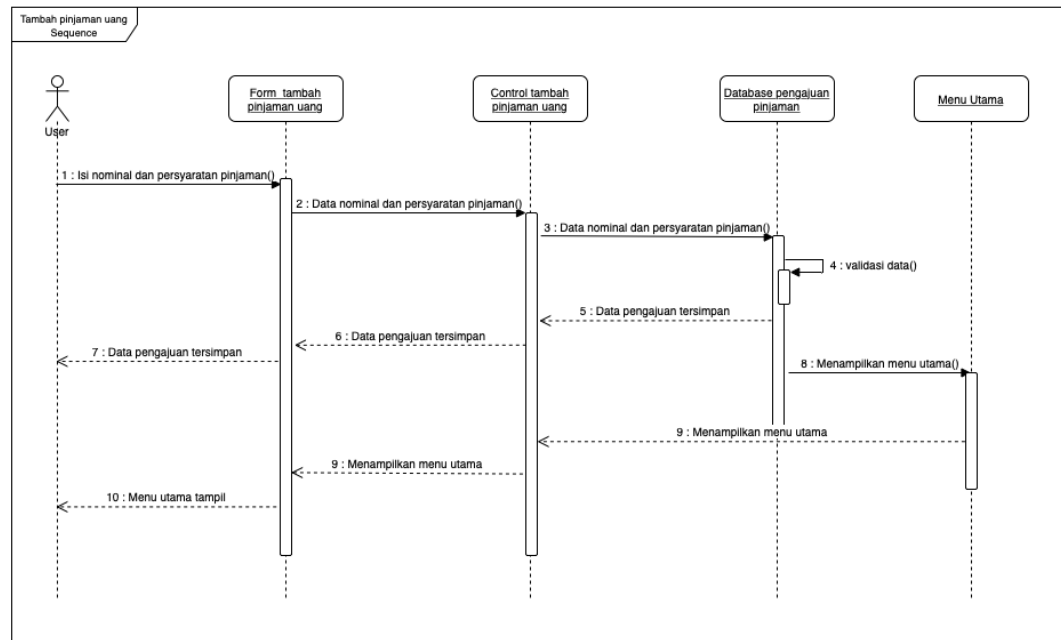 Tambah pinjaman uang
Sequence
User
Form tambah
pinjaman uang
Control tambah
pinjaman uang
Database pengajuan
pinjaman
Menu Utama
1 : Isi nominal dan persyaratan pinjaman()
2 : Data nominal dan persyaratan pinjaman()
3 : Data nominal dan persyaratan pinjaman()
4 : validasi data()
5 : Data pengajuan tersimpan
6 : Data pengajuan tersimpan
7 : Data pengajuan tersimpan
8 : Menampilkan menu utama()
9 : Menampilkan menu utama
9 : Menampilkan menu utama
10 : Menu utama tampil